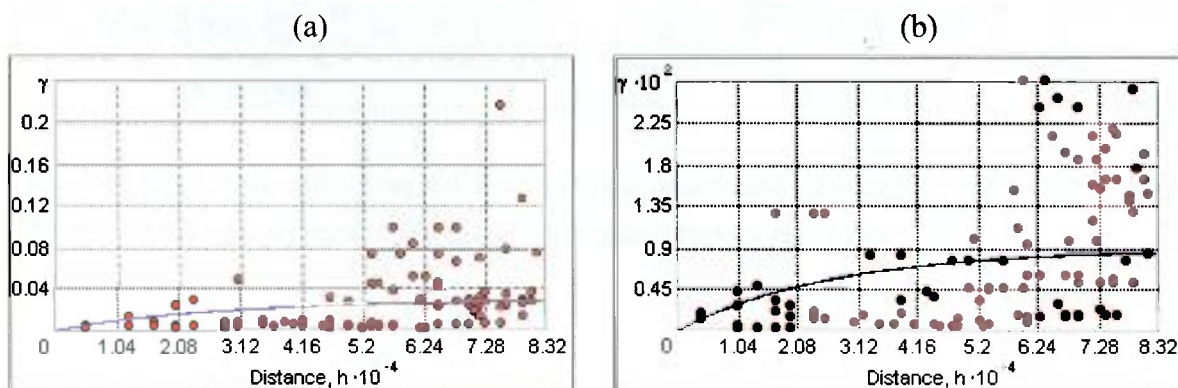 (a)
(b)
γ
0.2
0.16
0.12
0.08
0.04
0 1.04 2.08 3.12 4.16 5.2 6.24 7.28 8.32
Distance, h·10⁻⁴
γ·10²
2.25
1.8
1.35
0.9
0.45
0 1.04 2.08 3.12 4.16 5.2 6.24 7.28 8.32
Distance, h·10⁻⁴